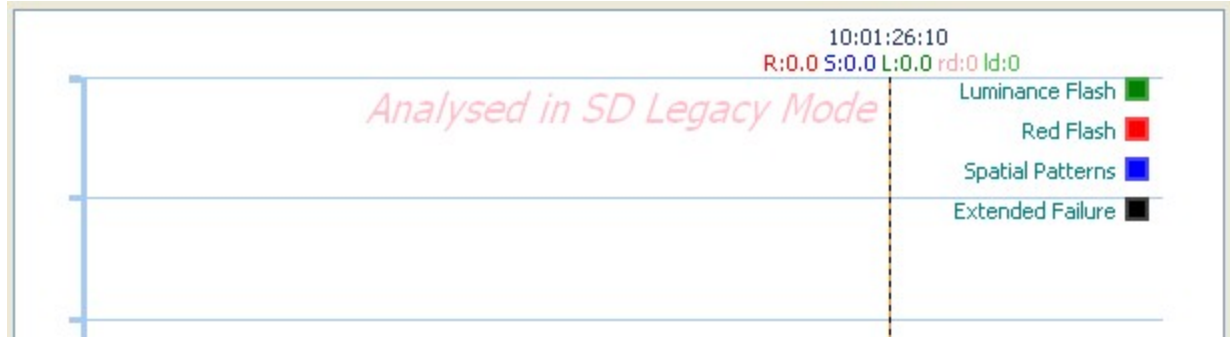 10:01:26:10
R:0.0 S:0.0 L:0.0 rd:0 ld:0
Analysed in SD Legacy Mode
Luminance Flash
Red Flash
Spatial Patterns
Extended Failure